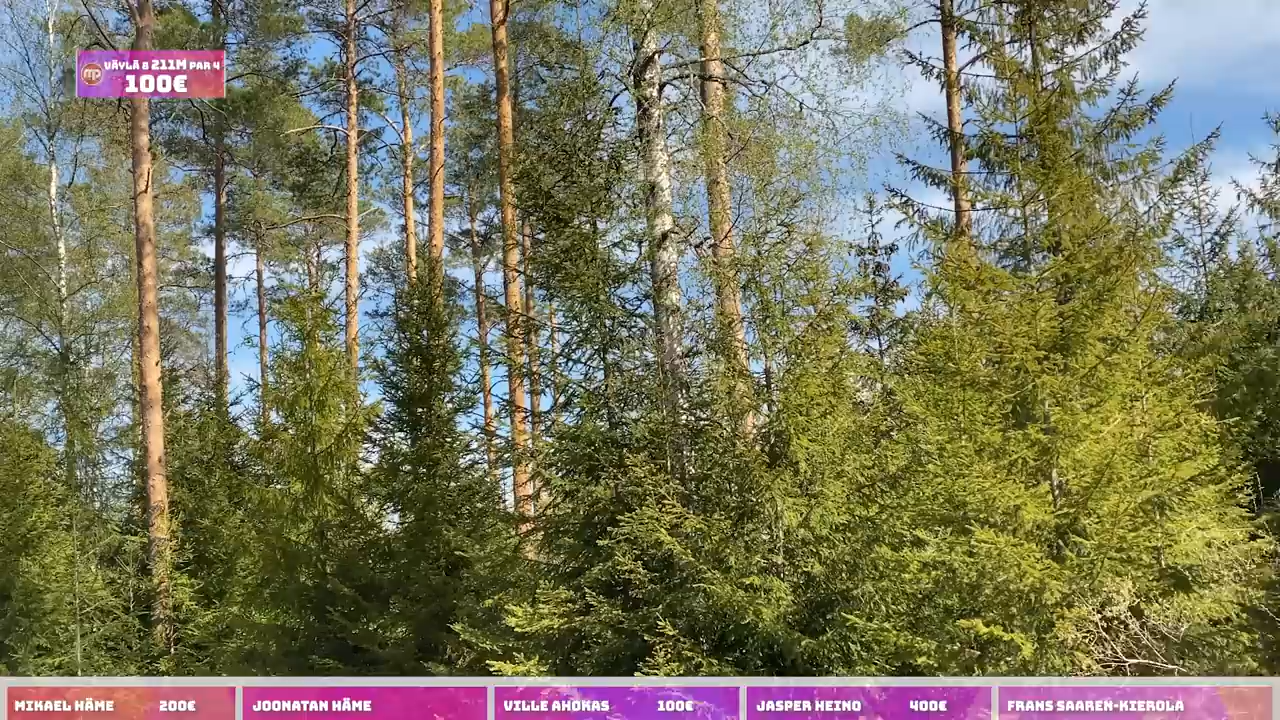 VÄYLÄ 8 211M PAR 4
100€
MP
MIKAEL HÄME 200€
JOONATAN HÄME
VILLE AHOKAS 100€
JASPER HEINO 400€
FRANS SAAREN-KIEROLA